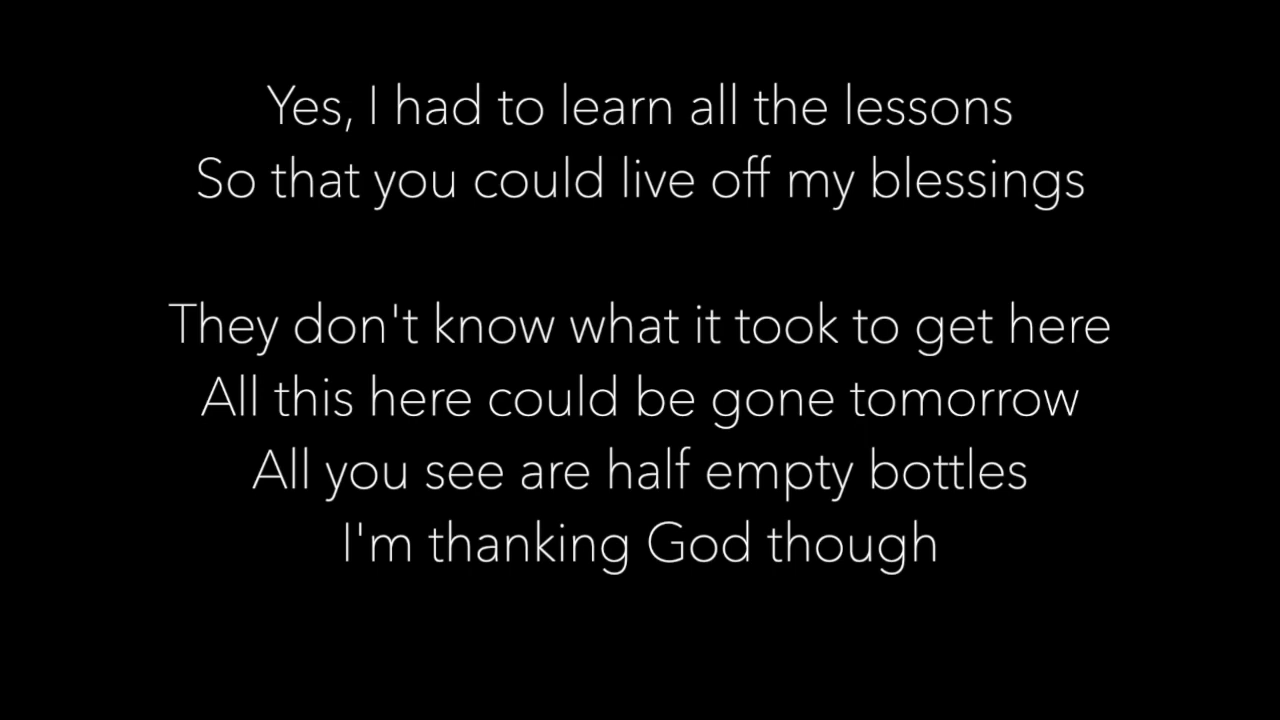 Yes, I had to learn all the lessons
So that you could live off my blessings
They don't know what it took to get here
All this here could be gone tomorrow
All you see are half empty bottles
I'm thanking God though